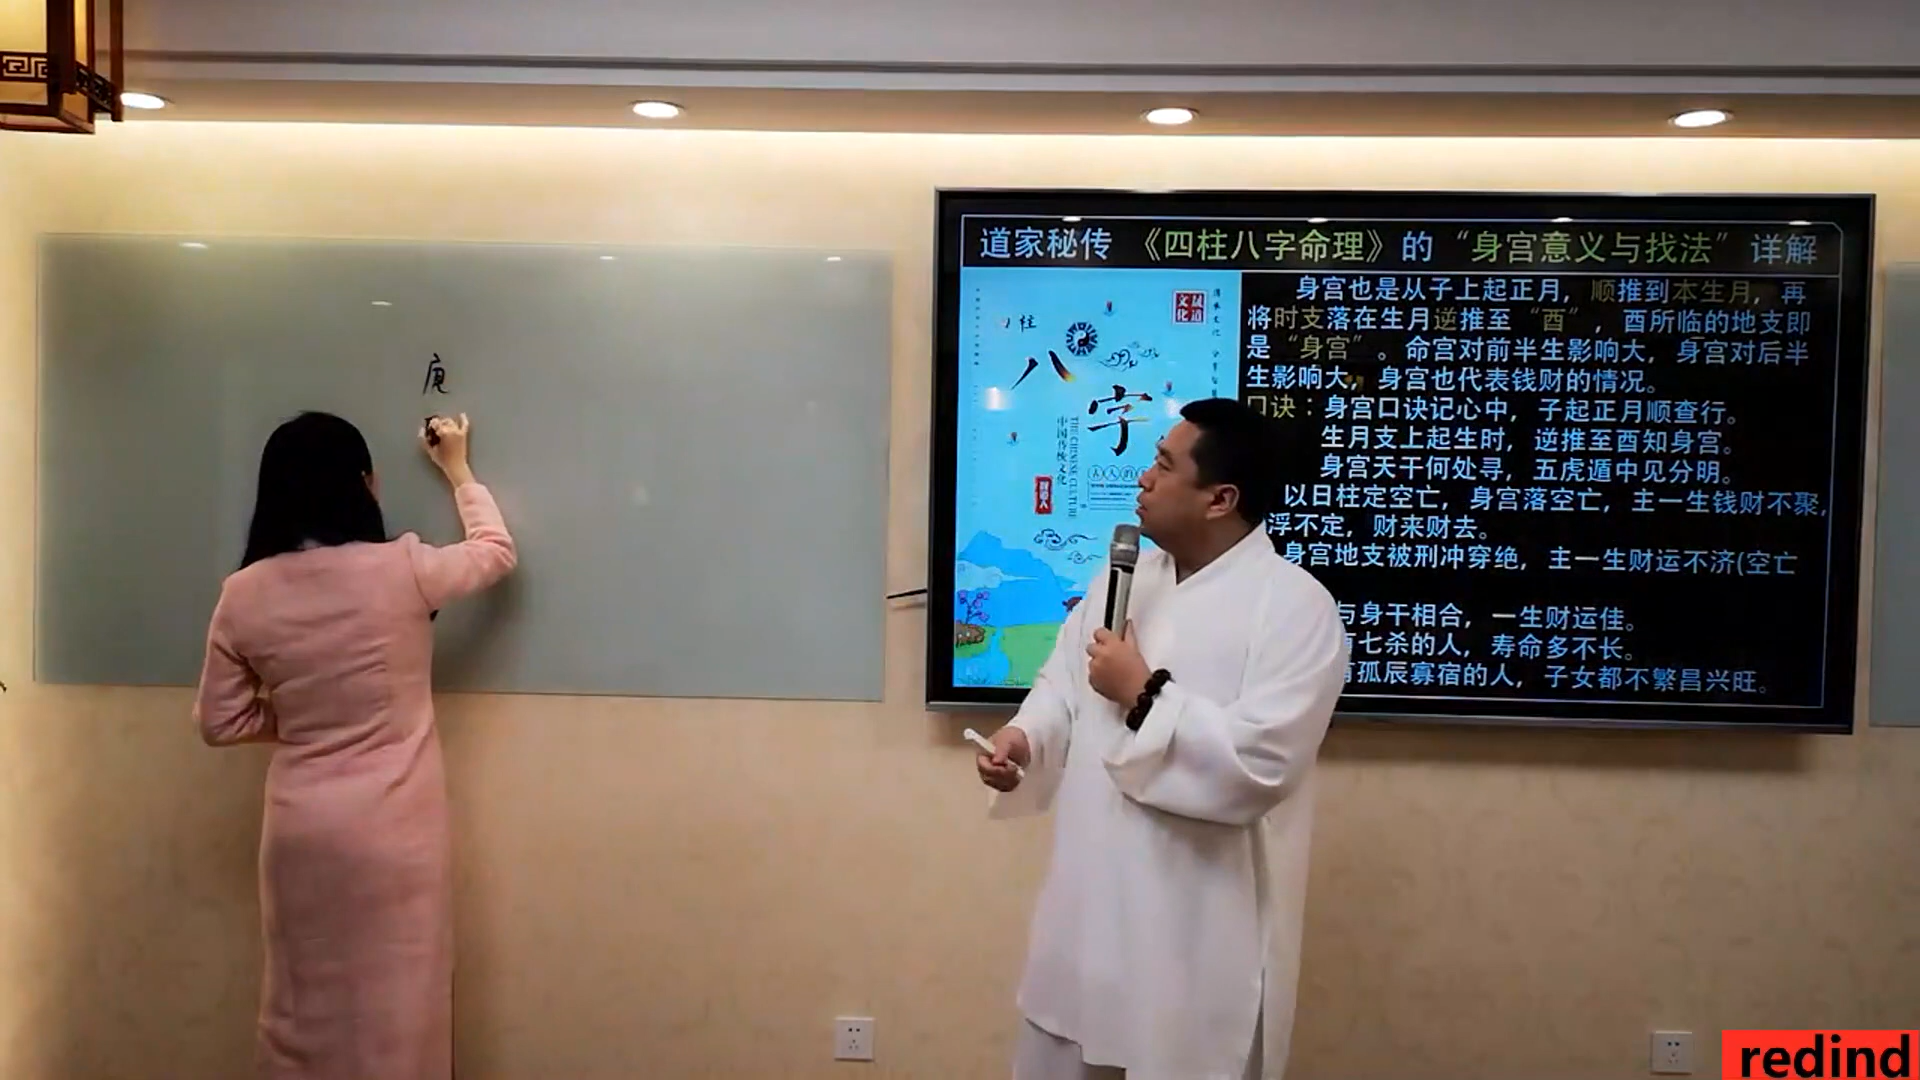 道家秘传《四柱八字命理》的“身宫意义与找法”详解
身宫也是从子上起正月，顺推到本生月，再
将时支落在生月逆推至“酉”，酉所临的地支即
是“身宫”。命宫对前半生影响大，身宫对后半
生影响大，身宫也代表钱财的情况。
口诀：身宫口诀记心中，子起正月顺查行。
生月支上起生时，逆推至酉知身宫。
身宫天干何处寻，五虎遁中见分明。
以日柱定空亡，身宫落空亡，主一生钱财不聚，
浮不定，财来财去。
身宫地支被刑冲穿绝，主一生财运不济(空亡
与身干相合，一生财运佳。
七杀的人，寿命多不长。
孤辰寡宿的人，子女都不繁昌兴旺。
四柱
八
字
中国传统文化
THE CHINESE CULTURE
redind